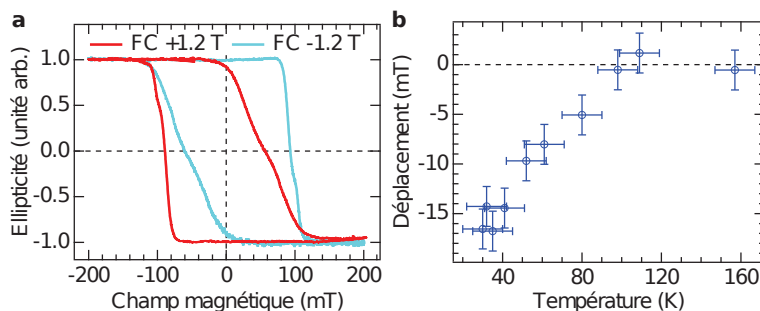 a
FC +1.2 T
FC -1.2 T
1.0
0.5
0.0
-0.5
-1.0
Ellipticité (unité arb.)
-200
-100
0
100
200
Champ magnétique (mT)
b
0
-5
-10
-15
Déplacement (mT)
40
80
120
160
Température (K)